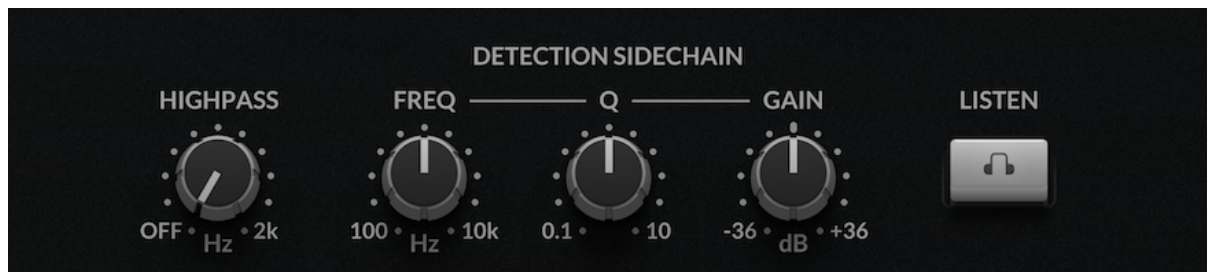 DETECTION SIDECHAIN
HIGHPASS FREQ Q GAIN LISTEN
OFF Hz 2k 100 Hz 10k 0.1 10 -36 dB +36